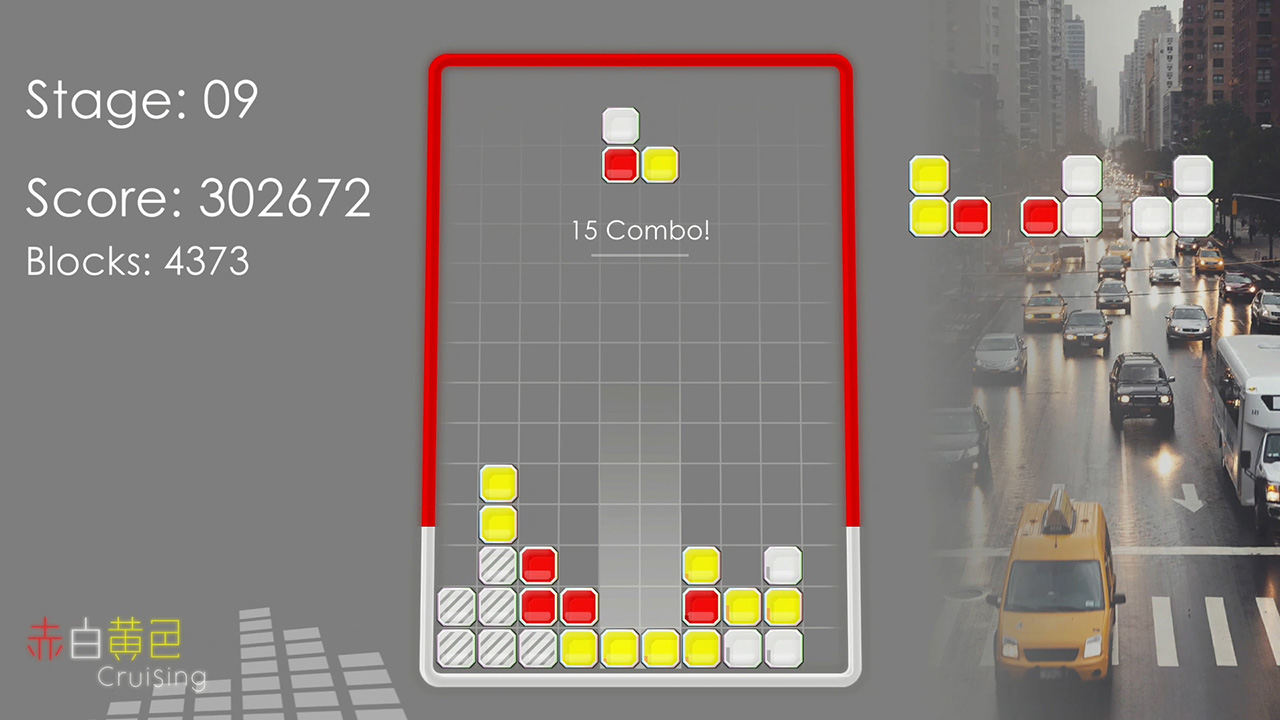 Stage: 09
Score: 302672
Blocks: 4373
15 Combo!
赤白黄色
Cruising